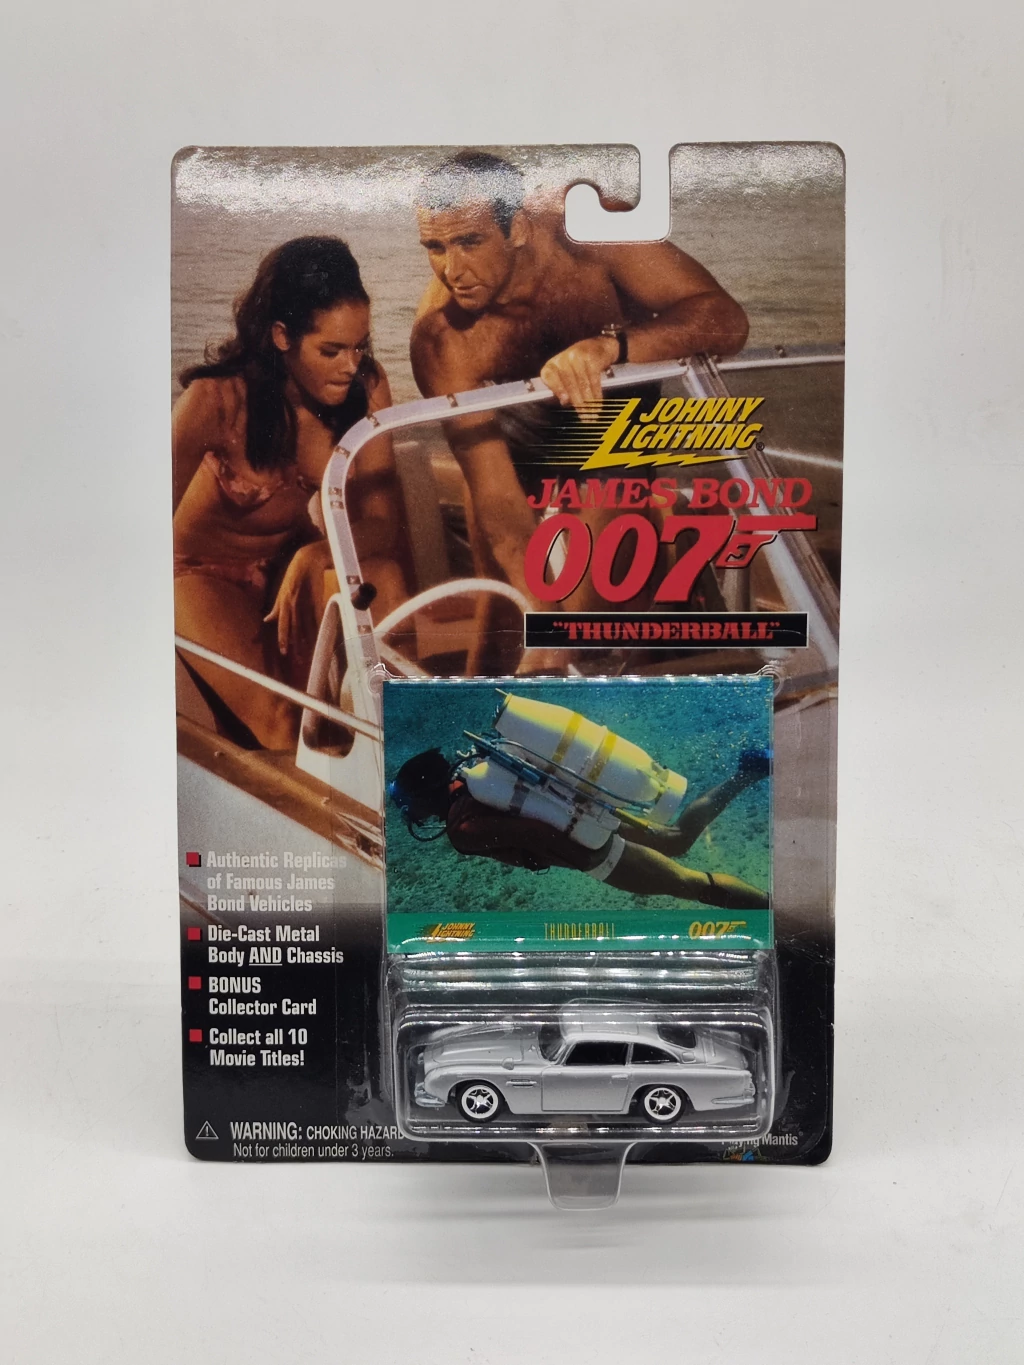 JOHNNY
LIGHTNING®
JAMES BOND
007
"THUNDERBALL"
JOHNNY
LIGHTNING
THUNDERBALL
007
Authentic Replicas
of Famous James
Bond Vehicles
Die-Cast Metal
Body AND Chassis
BONUS
Collector Card
Collect all 10
Movie Titles!
WARNING: CHOKING HAZARD
Not for children under 3 years.
Playing Mantis